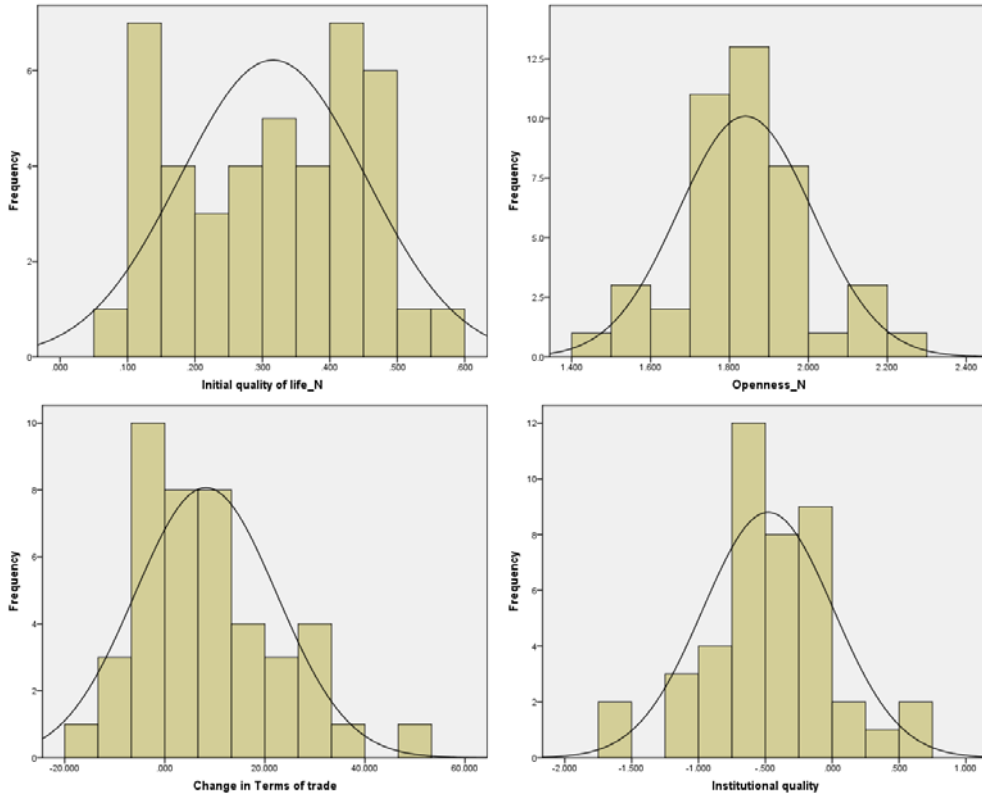 Frequency
6
4
2
0
.000 .100 .200 .300 .400 .500 .600
Initial quality of life_N
Frequency
12.5
10.0
7.5
5.0
2.5
0.0
1.400 1.600 1.800 2.000 2.200 2.400
Openness_N
Frequency
10
8
6
4
2
0
-20.000 .000 20.000 40.000 60.000
Change in Terms of trade
Frequency
12
10
8
6
4
2
0
-2.000 -1.500 -1.000 -.500 .000 .500 1.000
Institutional quality